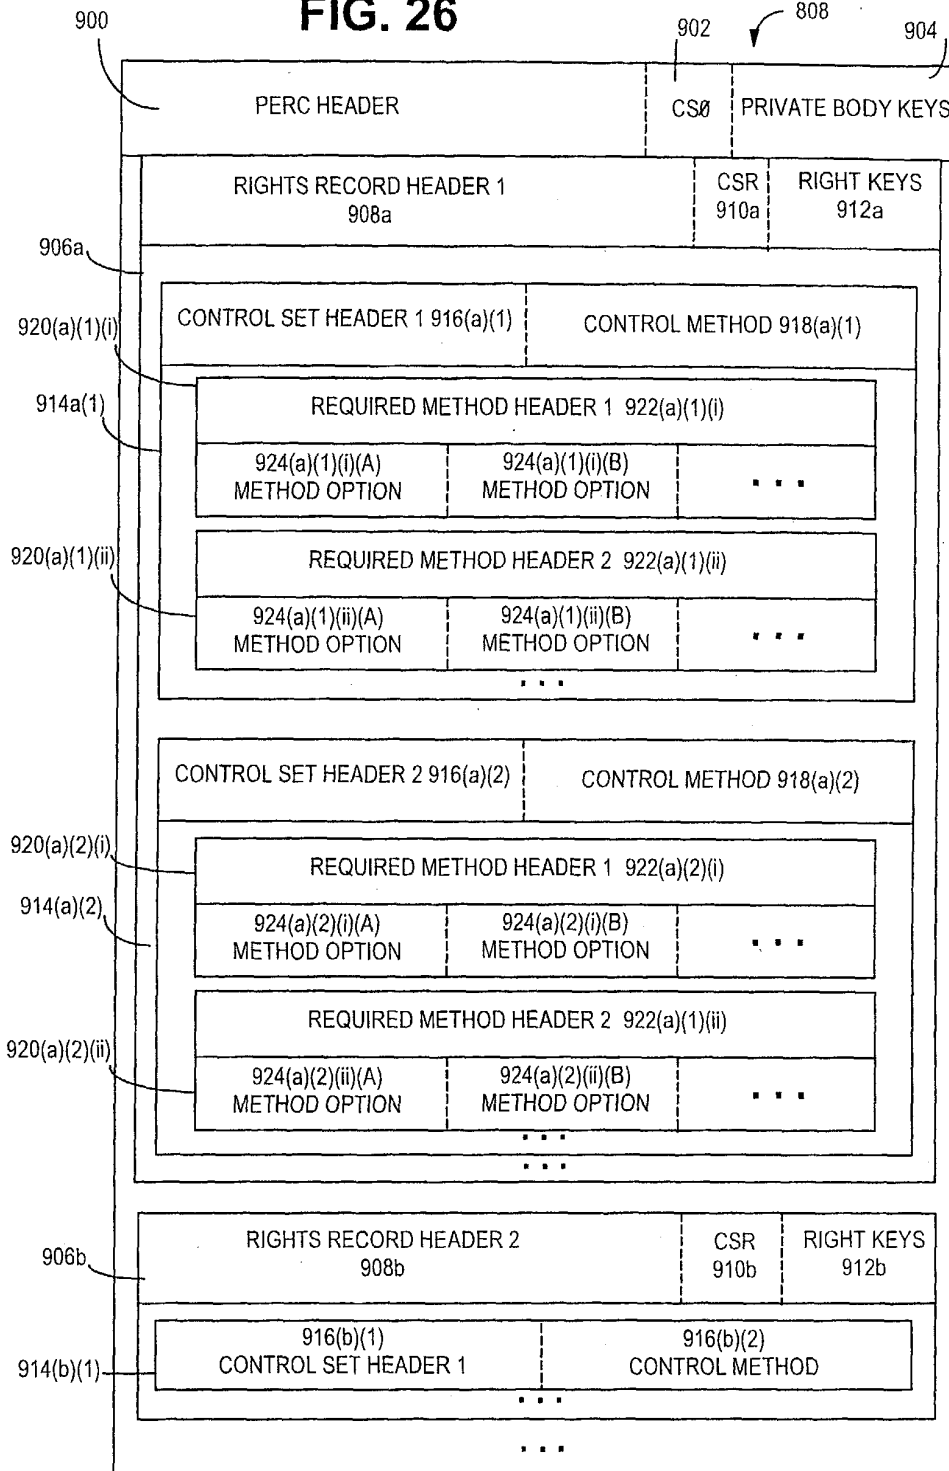 FIG. 26
900
902
808
904
PERC HEADER
CSØ
PRIVATE BODY KEYS
RIGHTS RECORD HEADER 1
908a
CSR
910a
RIGHT KEYS
912a
906a
CONTROL SET HEADER 1 916(a)(1)
CONTROL METHOD 918(a)(1)
920(a)(1)(i)
914a(1)
REQUIRED METHOD HEADER 1 922(a)(1)(i)
924(a)(1)(i)(A)
METHOD OPTION
924(a)(1)(i)(B)
METHOD OPTION
. . .
920(a)(1)(ii)
REQUIRED METHOD HEADER 2 922(a)(1)(ii)
924(a)(1)(ii)(A)
METHOD OPTION
924(a)(1)(ii)(B)
METHOD OPTION
. . .
. . .
CONTROL SET HEADER 2 916(a)(2)
CONTROL METHOD 918(a)(2)
920(a)(2)(i)
914(a)(2)
REQUIRED METHOD HEADER 1 922(a)(2)(i)
924(a)(2)(i)(A)
METHOD OPTION
924(a)(2)(i)(B)
METHOD OPTION
. . .
920(a)(2)(ii)
REQUIRED METHOD HEADER 2 922(a)(1)(ii)
924(a)(2)(ii)(A)
METHOD OPTION
924(a)(2)(ii)(B)
METHOD OPTION
. . .
. . .
. . .
906b
RIGHTS RECORD HEADER 2
908b
CSR
910b
RIGHT KEYS
912b
914(b)(1)
916(b)(1)
CONTROL SET HEADER 1
916(b)(2)
CONTROL METHOD
. . .
. . .